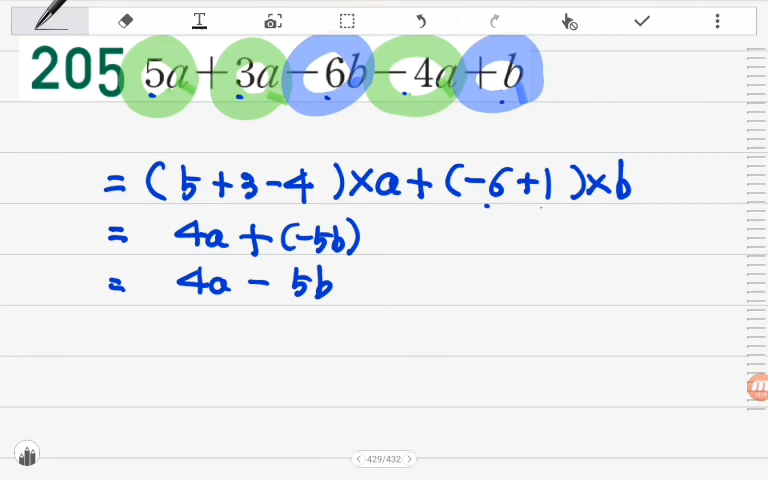 T
205 5a+3a−6b−4a+b
= (5+3-4)×a+(-6+1)×b
= 4a+(-5b)
= 4a - 5b
429/432